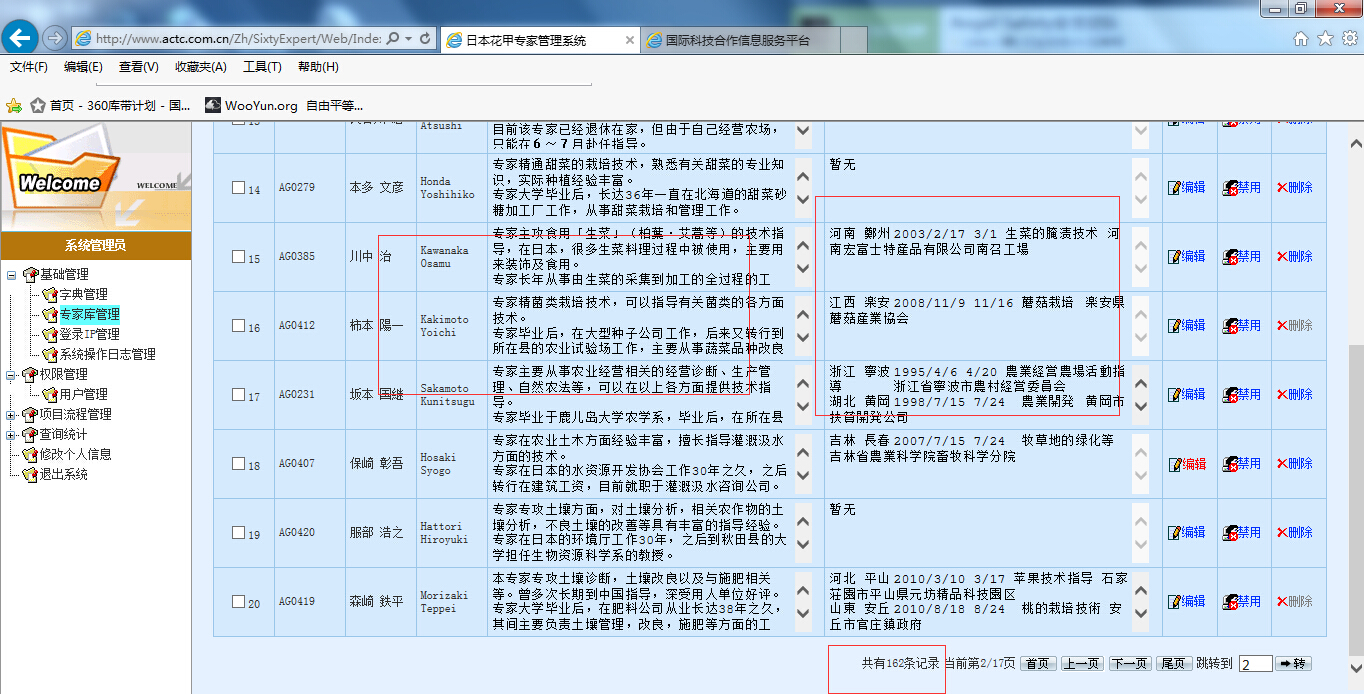 http://www.actc.com.cn/Zh/SixtyExpert/Web/Inde:
日本花甲专家管理系统
国际科技合作信息服务平台
文件(F) 编辑(E) 查看(V) 收藏夹(A) 工具(T) 帮助(H)
首页 - 360库带计划 - 国...
WooYun.org 自由平等...
Welcome
WELCOME
系统管理员
基础管理
字典管理
专家库管理
登录IP管理
系统操作日志管理
权限管理
用户管理
项目流程管理
查询统计
修改个人信息
退出系统
Atsushi
目前该专家已经退休在家，但由于自己经营农场，
只能在6～7月赴任指导。
14 AG0279 本多 文彦 Honda Yoshihiko
专家精通甜菜的栽培技术，熟悉有关甜菜的专业知
识，实际种植经验丰富。
专家大学毕业后，长达36年一直在北海道的甜菜砂
糖加工厂工作，从事甜菜栽培和管理工作。
暂无
编辑 禁用 删除
15 AG0385 川中 治 Kawanaka Osamu
专家主攻食用「生菜」（柏葉·艾蒿等）的技术指
导，在日本，很多生菜料理过程中被使用，主要用
来装饰及食用。
专家长年从事由生菜的采集到加工的全过程的工
河南 鄭州 2003/2/17 3/1 生菜的腌渍技术 河
南宏富士特産品有限公司南召工場
编辑 禁用 删除
16 AG0412 柿本 陽一 Kakimoto Yoichi
专家精菌类栽培技术，可以指导有关菌类的各方面
技术。
专家毕业后，在大型种子公司工作，后来又转行到
所在县的农业试验场工作，主要从事蔬菜品种改良
江西 楽安 2008/11/9 11/16 蘑菇栽培 楽安県
蘑菇産業協会
编辑 禁用 删除
17 AG0231 坂本 国继 Sakamoto Kunitsugu
专家主要从事农业经营相关的经营诊断、生产管
理、自然农法等，可以在以上各方面提供技术指
导。
专家毕业于鹿儿岛大学农学系，毕业后，在所在县
浙江 寧波 1995/4/6 4/20 農業経営農場活動指
導 浙江省寧波市農村経営委員会
湖北 黄岡 1998/7/15 7/24 農業開発 黄岡市
扶貧開発公司
编辑 禁用 删除
18 AG0407 保崎 彰吾 Hosaki Syogo
专家在农业土木方面经验丰富，擅长指导灌溉及水
方面的技术。
专家在日本的水资源开发协会工作30年之久，之后
转行在建筑工资，目前就职于灌溉及水咨询公司。
吉林 長春 2007/7/15 7/24 牧草地的绿化等
吉林省農業科学院畜牧科学分院
编辑 禁用 删除
19 AG0420 服部 浩之 Hattori Hiroyuki
专家专攻土壤方面，对土壤分析，相关农作物的土
壤分析，不良土壤的改善等具有丰富的指导经验。
专家在日本的环境厅工作30年，之后到秋田县的大
学担任生物资源科学系的教授。
暂无
编辑 禁用 删除
20 AG0419 森崎 鉄平 Morizaki Teppei
本专家专攻土壤诊断，土壤改良以及与施肥相关
等。曾多次长期到中国指导，深受用人单位好评。
专家大学毕业后，在肥料公司从业长达38年之久，
其间主要负责土壤管理，改良，施肥等方面的工
河北 平山 2010/3/10 3/17 苹果技术指导 石家
荘園市平山県元坊精品科技園区
山東 安丘 2010/8/18 8/24 桃的栽培技術 安
丘市官庄鎮政府
编辑 禁用 删除
共有162条记录 当前第2/17页 首页 上一页 下一页 尾页 跳转到 2 转